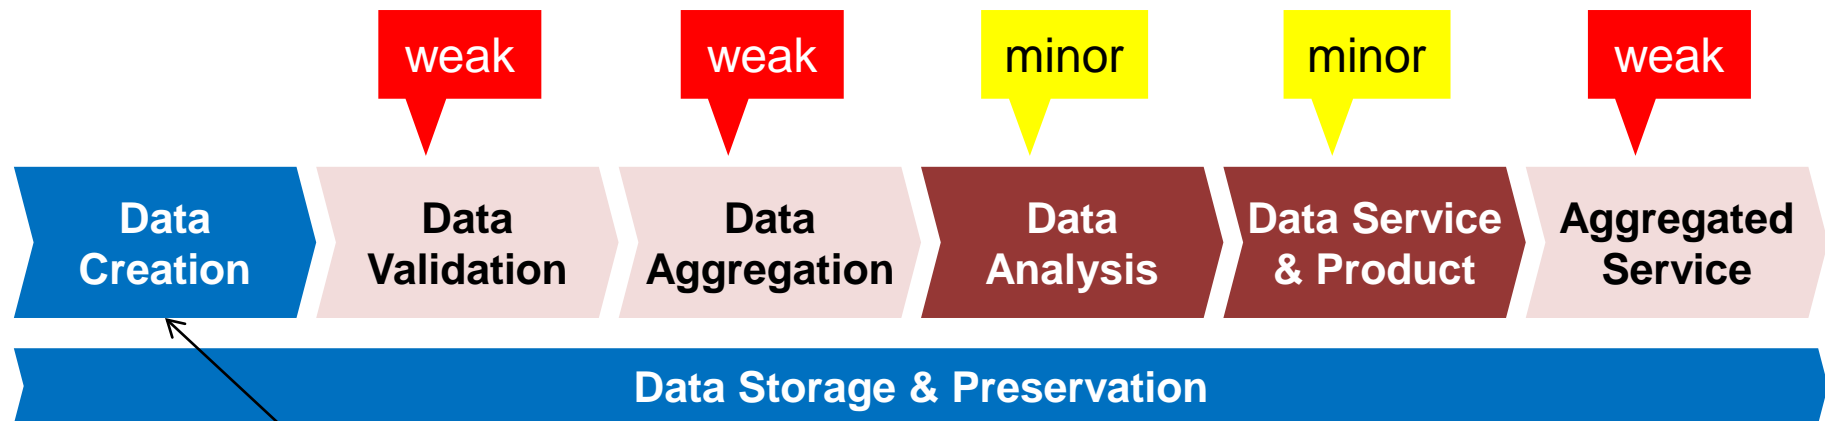 weak
weak
minor
minor
weak
Data
Creation
Data
Validation
Data
Aggregation
Data
Analysis
Data Service
& Product
Aggregated
Service
Data Storage & Preservation